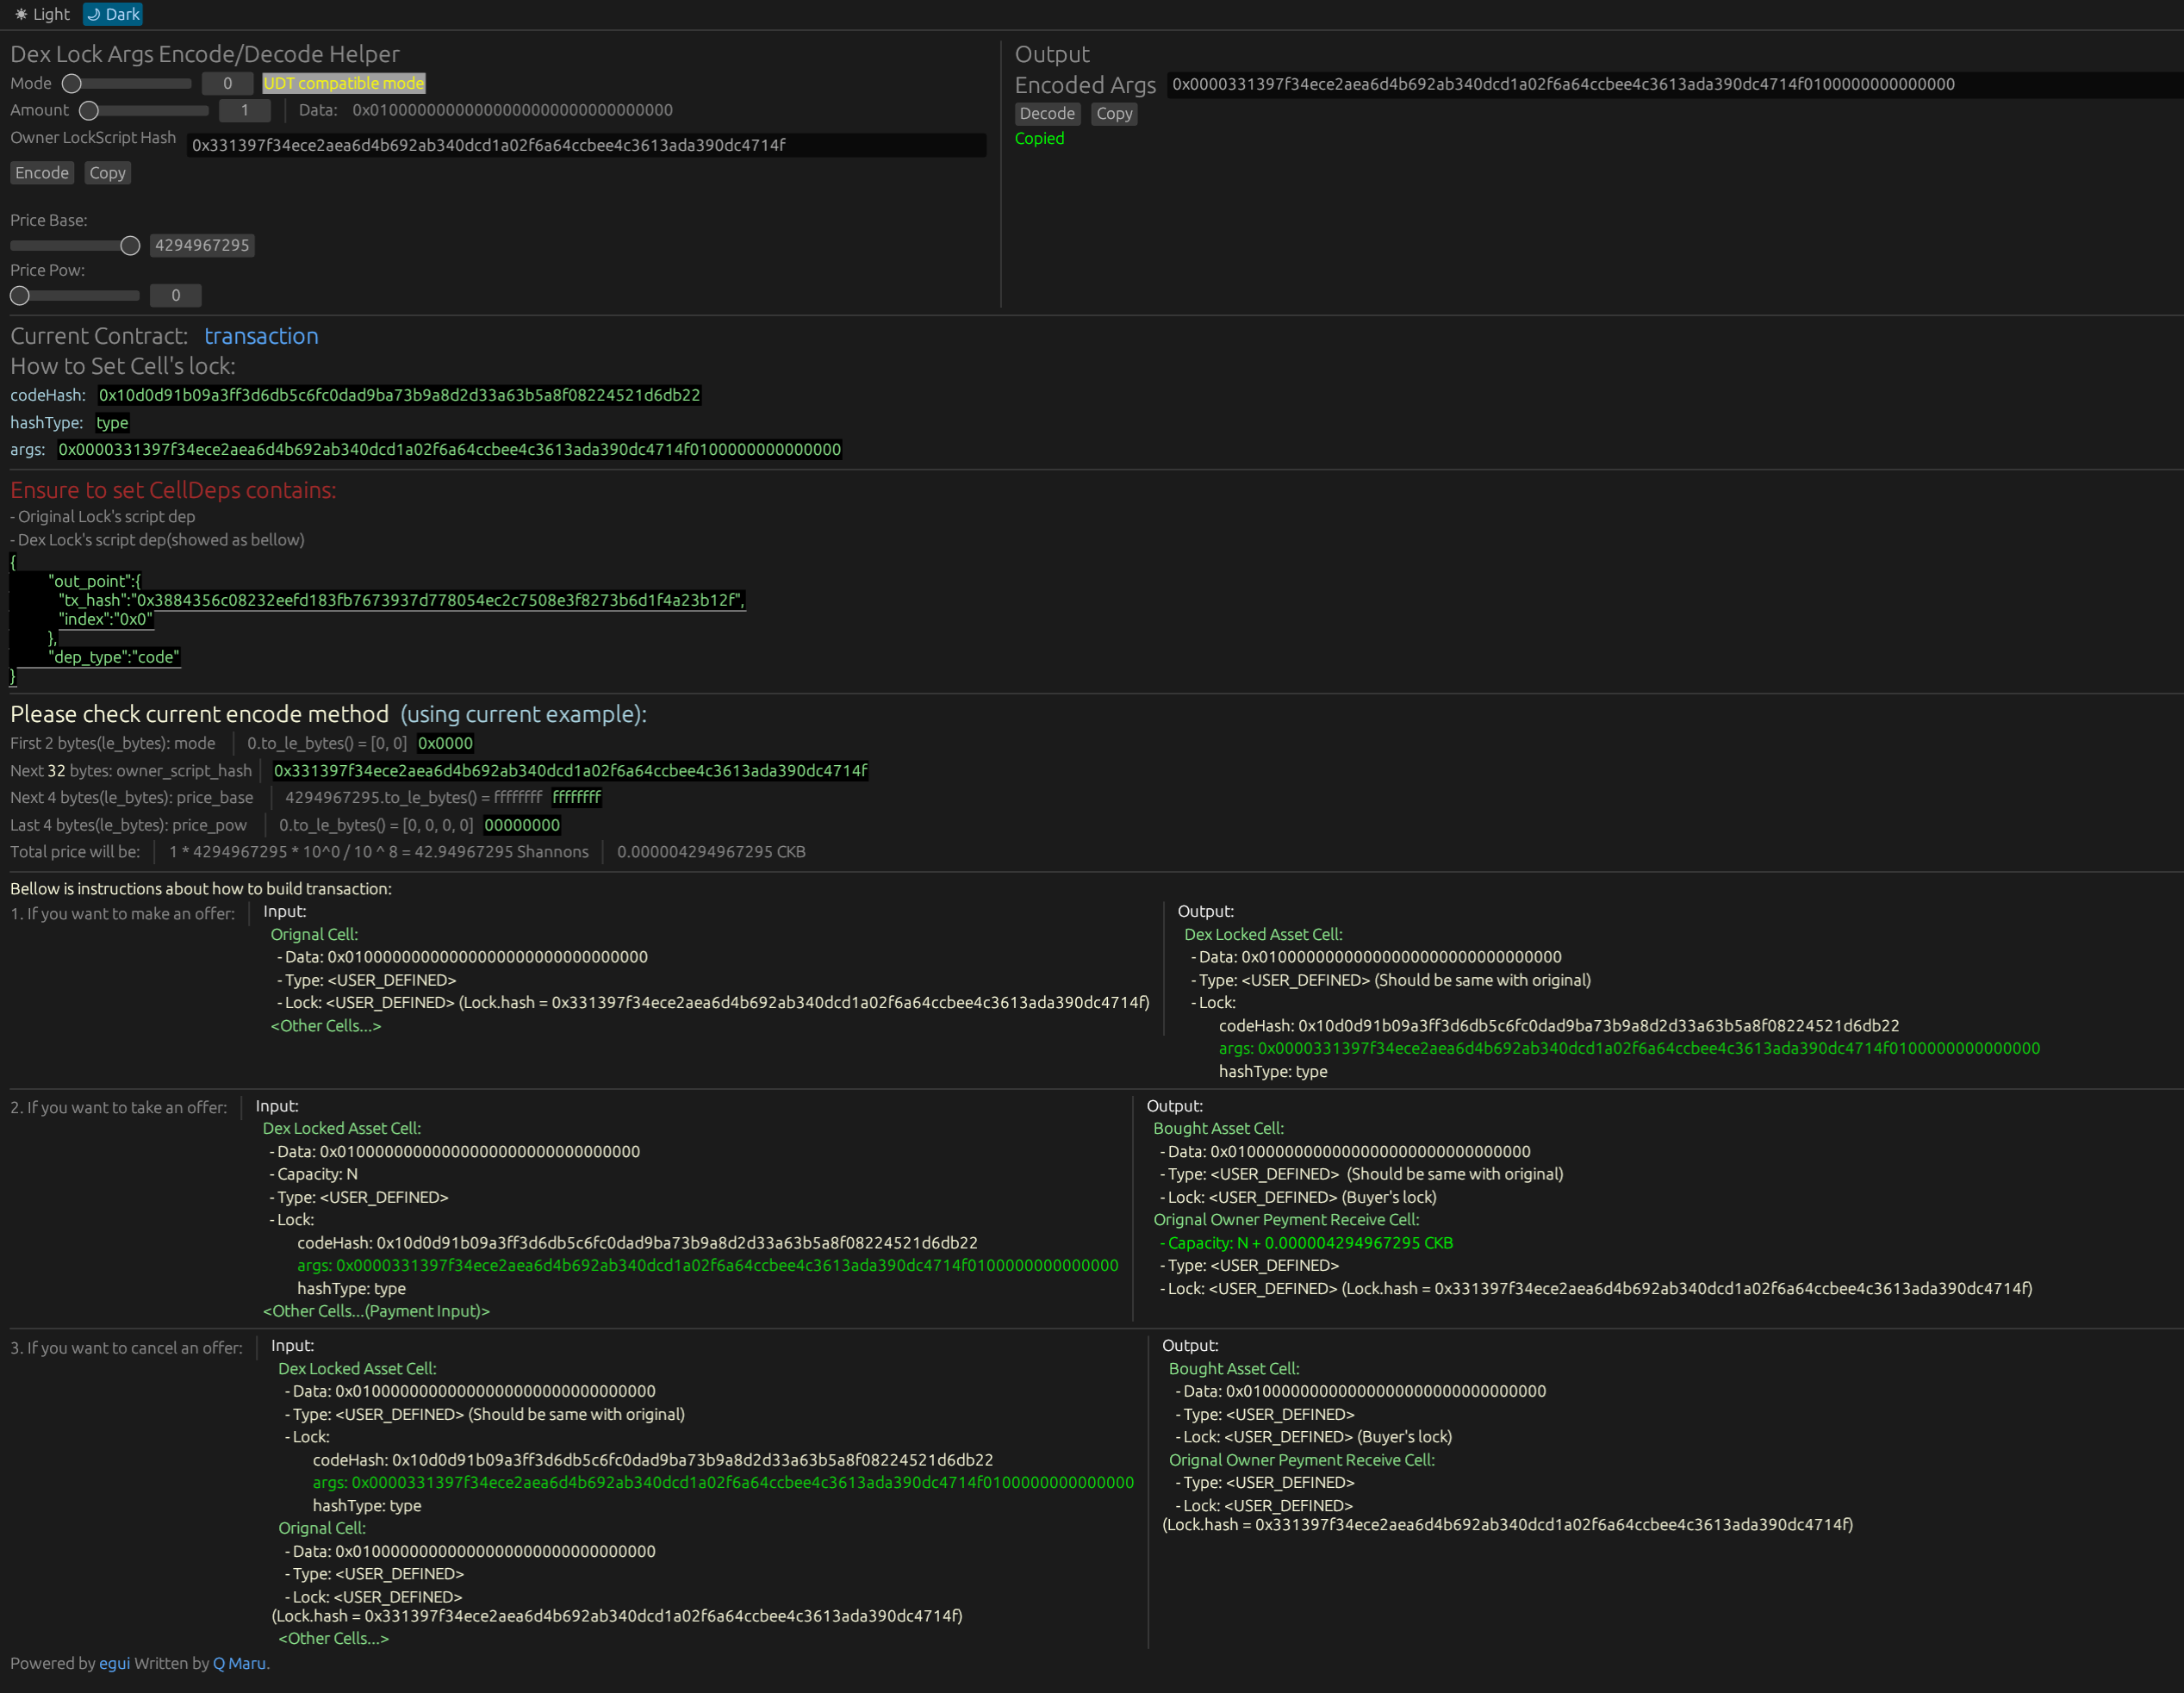 ☀ Light 🌙 Dark
Dex Lock Args Encode/Decode Helper
Mode 0 UDT compatible mode
Amount 1 Data: 0x01000000000000000000000000000000
Owner LockScript Hash 0x331397f34ece2aea6d4b692ab340dcd1a02f6a64ccbee4c3613ada390dc4714f
Encode Copy
Price Base:
4294967295
Price Pow:
0
Output
Encoded Args 0x0000331397f34ece2aea6d4b692ab340dcd1a02f6a64ccbee4c3613ada390dc4714f0100000000000000
Decode Copy
Copied
Current Contract: transaction
How to Set Cell's lock:
codeHash: 0x10d0d91b09a3ff3d6db5c6fc0dad9ba73b9a8d2d33a63b5a8f08224521d6db22
hashType: type
args: 0x0000331397f34ece2aea6d4b692ab340dcd1a02f6a64ccbee4c3613ada390dc4714f0100000000000000
Ensure to set CellDeps contains:
- Original Lock's script dep
- Dex Lock's script dep(showed as bellow)
{
"out_point":{
"tx_hash":"0x3884356c08232eefd183fb7673937d778054ec2c7508e3f8273b6d1f4a23b12f",
"index":"0x0"
},
"dep_type":"code"
}
Please check current encode method (using current example):
First 2 bytes(le_bytes): mode 0.to_le_bytes() = [0, 0] 0x0000
Next 32 bytes: owner_script_hash 0x331397f34ece2aea6d4b692ab340dcd1a02f6a64ccbee4c3613ada390dc4714f
Next 4 bytes(le_bytes): price_base 4294967295.to_le_bytes() = ffffffff ffffffff
Last 4 bytes(le_bytes): price_pow 0.to_le_bytes() = [0, 0, 0, 0] 00000000
Total price will be: 1 * 4294967295 * 10^0 / 10 ^ 8 = 42.94967295 Shannons 0.000004294967295 CKB
Bellow is instructions about how to build transaction:
1. If you want to make an offer:
Input:
Orignal Cell:
- Data: 0x01000000000000000000000000000000
- Type: <USER_DEFINED>
- Lock: <USER_DEFINED> (Lock.hash = 0x331397f34ece2aea6d4b692ab340dcd1a02f6a64ccbee4c3613ada390dc4714f)
<Other Cells...>
Output:
Dex Locked Asset Cell:
- Data: 0x01000000000000000000000000000000
- Type: <USER_DEFINED> (Should be same with original)
- Lock:
codeHash: 0x10d0d91b09a3ff3d6db5c6fc0dad9ba73b9a8d2d33a63b5a8f08224521d6db22
args: 0x0000331397f34ece2aea6d4b692ab340dcd1a02f6a64ccbee4c3613ada390dc4714f0100000000000000
hashType: type
2. If you want to take an offer:
Input:
Dex Locked Asset Cell:
- Data: 0x01000000000000000000000000000000
- Capacity: N
- Type: <USER_DEFINED>
- Lock:
codeHash: 0x10d0d91b09a3ff3d6db5c6fc0dad9ba73b9a8d2d33a63b5a8f08224521d6db22
args: 0x0000331397f34ece2aea6d4b692ab340dcd1a02f6a64ccbee4c3613ada390dc4714f0100000000000000
hashType: type
<Other Cells...(Payment Input)>
Output:
Bought Asset Cell:
- Data: 0x01000000000000000000000000000000
- Type: <USER_DEFINED> (Should be same with original)
- Lock: <USER_DEFINED> (Buyer's lock)
Orignal Owner Peyment Receive Cell:
- Capacity: N + 0.000004294967295 CKB
- Type: <USER_DEFINED>
- Lock: <USER_DEFINED> (Lock.hash = 0x331397f34ece2aea6d4b692ab340dcd1a02f6a64ccbee4c3613ada390dc4714f)
3. If you want to cancel an offer:
Input:
Dex Locked Asset Cell:
- Data: 0x01000000000000000000000000000000
- Type: <USER_DEFINED> (Should be same with original)
- Lock:
codeHash: 0x10d0d91b09a3ff3d6db5c6fc0dad9ba73b9a8d2d33a63b5a8f08224521d6db22
args: 0x0000331397f34ece2aea6d4b692ab340dcd1a02f6a64ccbee4c3613ada390dc4714f0100000000000000
hashType: type
Orignal Cell:
- Data: 0x01000000000000000000000000000000
- Type: <USER_DEFINED>
- Lock: <USER_DEFINED>
(Lock.hash = 0x331397f34ece2aea6d4b692ab340dcd1a02f6a64ccbee4c3613ada390dc4714f)
<Other Cells...>
Output:
Bought Asset Cell:
- Data: 0x01000000000000000000000000000000
- Type: <USER_DEFINED>
- Lock: <USER_DEFINED> (Buyer's lock)
Orignal Owner Peyment Receive Cell:
- Type: <USER_DEFINED>
- Lock: <USER_DEFINED>
(Lock.hash = 0x331397f34ece2aea6d4b692ab340dcd1a02f6a64ccbee4c3613ada390dc4714f)
Powered by egui Written by Q Maru.